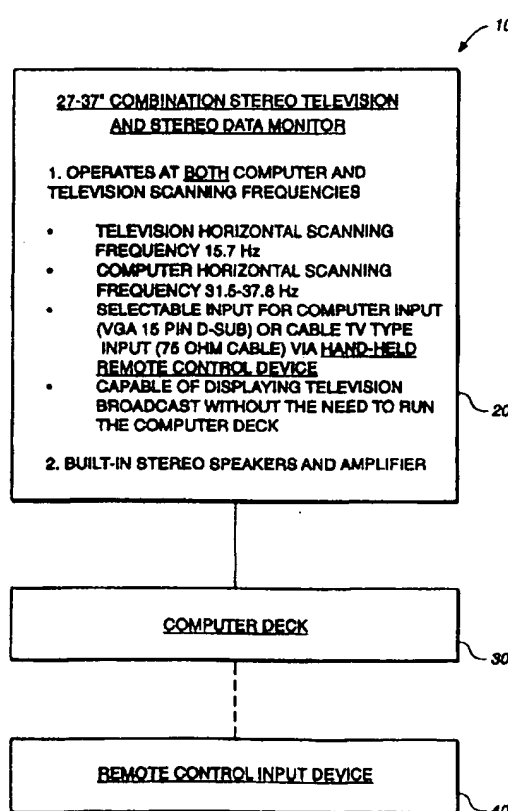 10
27-37" COMBINATION STEREO TELEVISION
AND STEREO DATA MONITOR
1. OPERATES AT BOTH COMPUTER AND
TELEVISION SCANNING FREQUENCIES
• TELEVISION HORIZONTAL SCANNING
FREQUENCY 15.7 Hz
• COMPUTER HORIZONTAL SCANNING
FREQUENCY 31.5-37.8 Hz
• SELECTABLE INPUT FOR COMPUTER INPUT
(VGA 15 PIN D-SUB) OR CABLE TV TYPE
INPUT (75 OHM CABLE) VIA HAND-HELD
REMOTE CONTROL DEVICE
• CAPABLE OF DISPLAYING TELEVISION
BROADCAST WITHOUT THE NEED TO RUN
THE COMPUTER DECK
20
2. BUILT-IN STEREO SPEAKERS AND AMPLIFIER
COMPUTER DECK
30
REMOTE CONTROL INPUT DEVICE
40